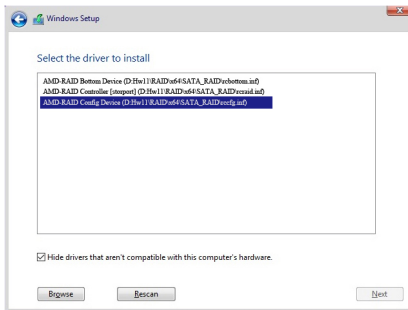 Windows Setup
Select the driver to install
AMD-RAID Bottom Device (D:Hw11\RAID\x64\SATA_RAID\rcbottom.inf)
AMD-RAID Controller [storport] (D:Hw11\RAID\x64\SATA_RAID\rcraid.inf)
AMD-RAID Config Device (D:Hw11\RAID\x64\SATA_RAID\rccfg.inf)
Hide drivers that aren't compatible with this computer's hardware.
Browse Rescan Next